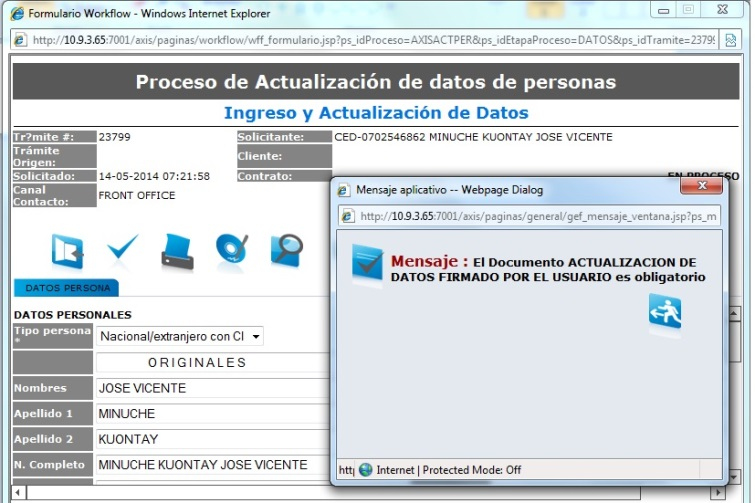 Formulario Workflow - Windows Internet Explorer
http://10.9.3.65:7001/axis/paginas/workflow/wff_formulario.jsp?ps_idProceso=AXISACTPER&ps_idEtapaProceso=DATOS&ps_idTramite=23799
Proceso de Actualización de datos de personas
Ingreso y Actualización de Datos
Tr?mite #: 23799 Solicitante: CED-0702546862 MINUCHE KUONTAY JOSE VICENTE
Trámite Origen: Cliente:
Solicitado: 14-05-2014 07:21:58 Contrato: EN PROCESO
Canal Contacto: FRONT OFFICE
Mensaje aplicativo -- Webpage Dialog
http://10.9.3.65:7001/axis/paginas/general/gef_mensaje_ventana.jsp?ps_m
Mensaje : El Documento ACTUALIZACION DE
DATOS FIRMADO POR EL USUARIO es obligatorio
http Internet | Protected Mode: Off
DATOS PERSONA
DATOS PERSONALES
Tipo persona * Nacional/extranjero con CI
ORIGINALES
Nombres JOSE VICENTE
Apellido 1 MINUCHE
Apellido 2 KUONTAY
N. Completo MINUCHE KUONTAY JOSE VICENTE